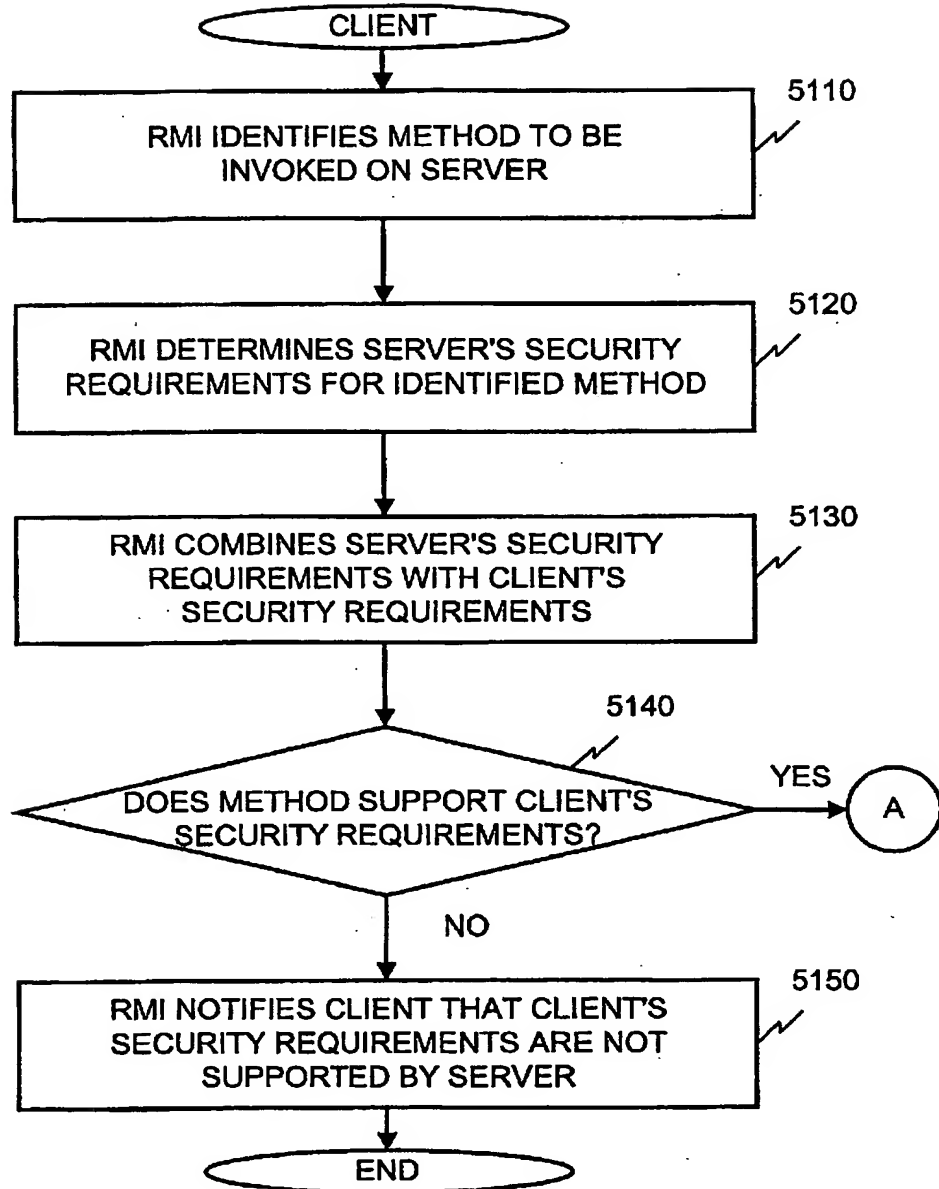 CLIENT
5110
RMI IDENTIFIES METHOD TO BE
INVOKED ON SERVER
5120
RMI DETERMINES SERVER'S SECURITY
REQUIREMENTS FOR IDENTIFIED METHOD
5130
RMI COMBINES SERVER'S SECURITY
REQUIREMENTS WITH CLIENT'S
SECURITY REQUIREMENTS
5140
DOES METHOD SUPPORT CLIENT'S
SECURITY REQUIREMENTS?
YES
A
NO
5150
RMI NOTIFIES CLIENT THAT CLIENT'S
SECURITY REQUIREMENTS ARE NOT
SUPPORTED BY SERVER
END